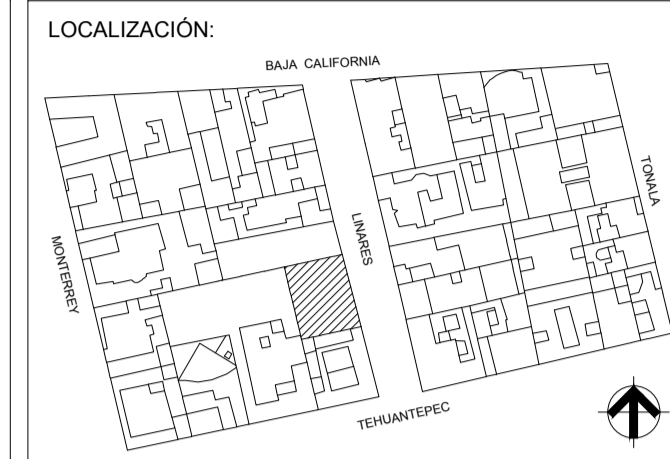 LOCALIZACIÓN:
BAJA CALIFORNIA
MONTERREY
LINARES
TONALA
TEHUANTEPEC